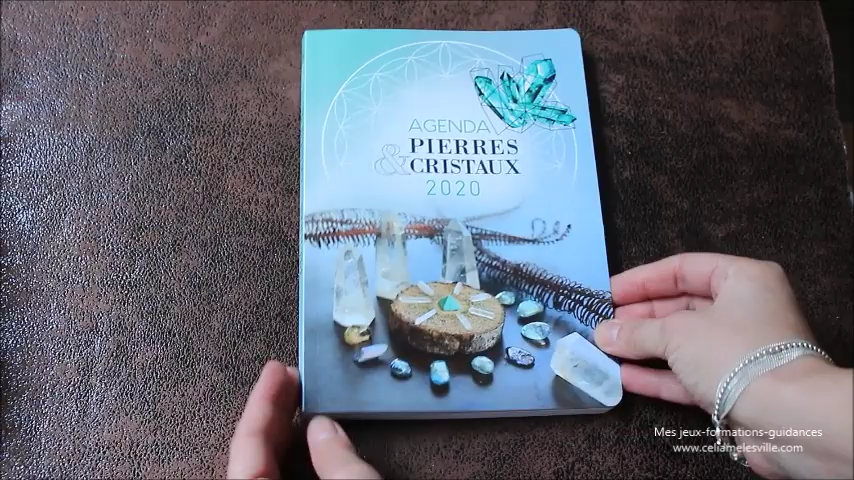 AGENDA
PIERRES
& CRISTAUX
2020
Mes jeux-formations-guidances
www.celiamelesville.com